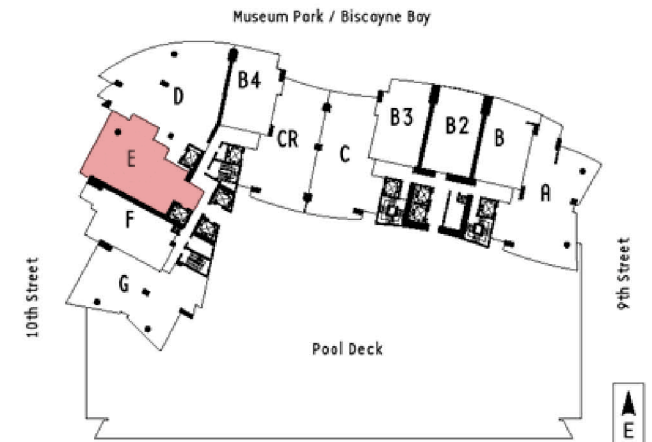 Museum Park / Biscayne Bay
D
B4
E
CR
C
B3
B2
B
A
F
G
10th Street
9th Street
Pool Deck
E